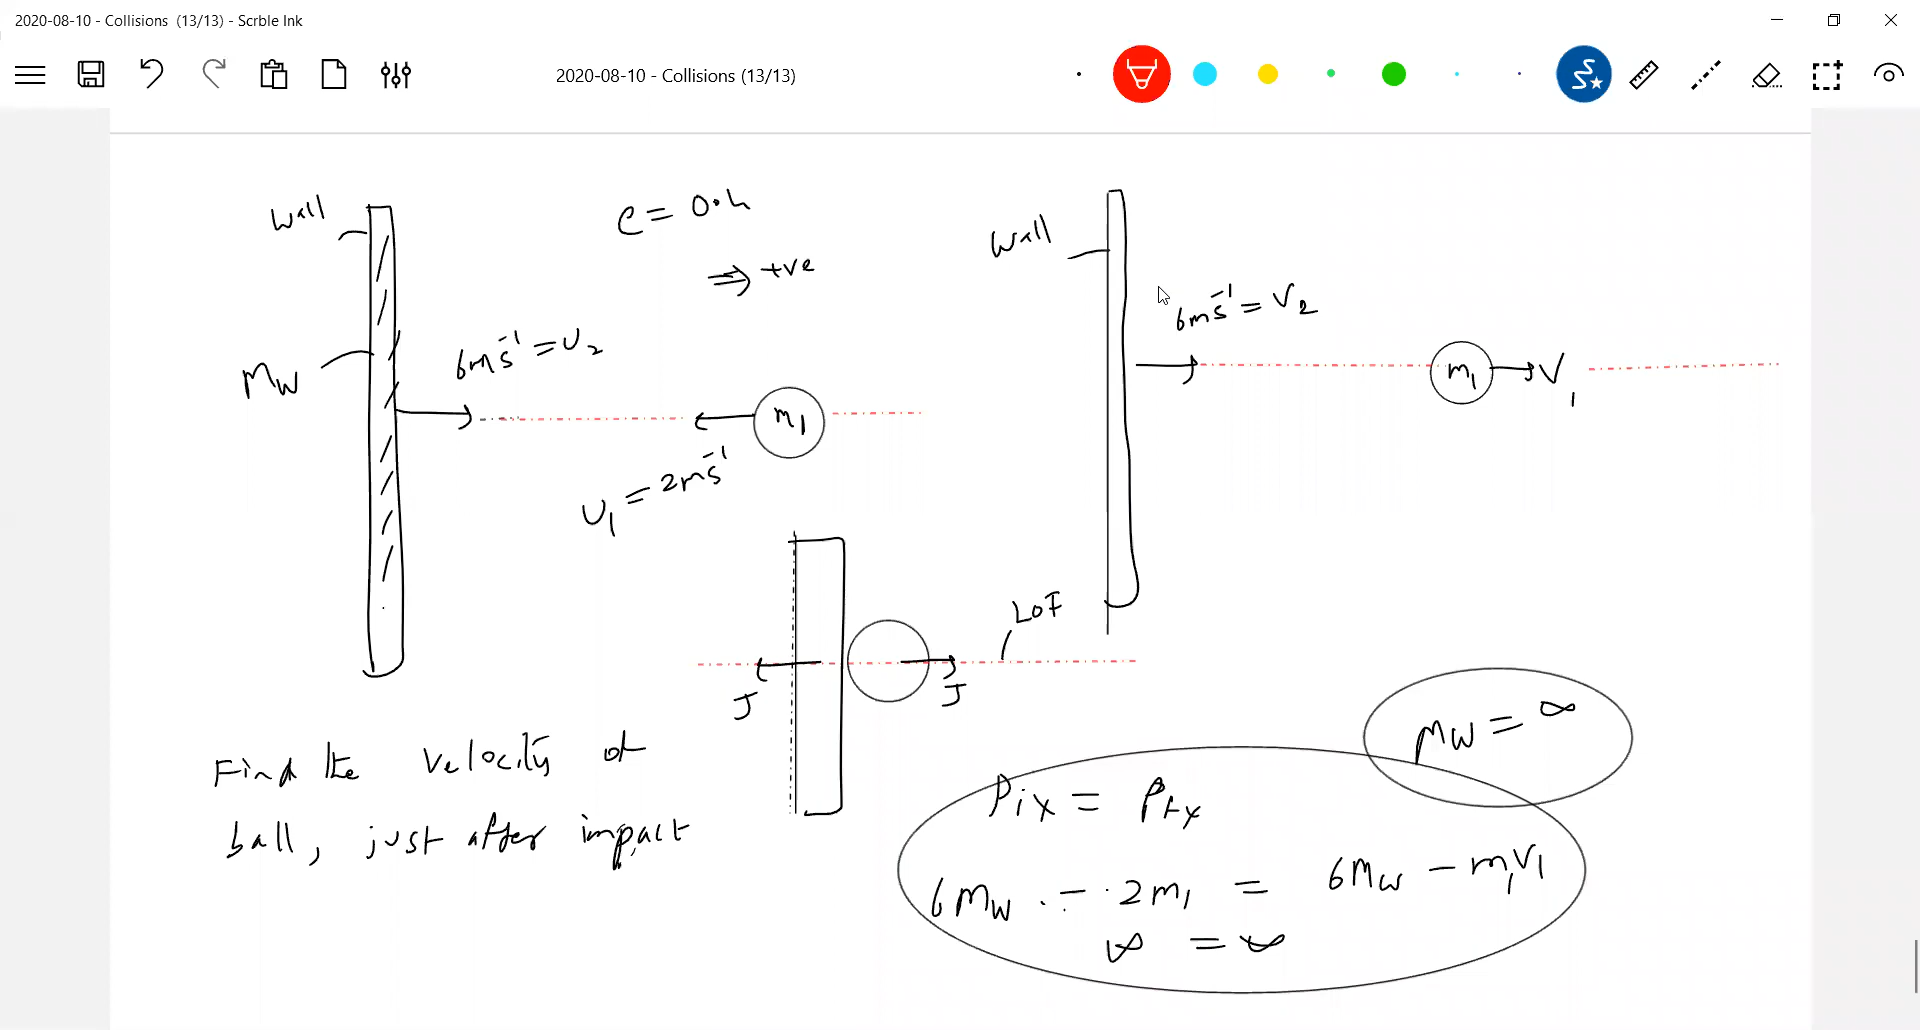 2020-08-10 - Collisions (13/13) - Scrble Ink
2020-08-10 - Collisions (13/13)
Wall
e = 0.4
⇒ +ve
Wall
6ms⁻¹ = U₂
6ms⁻¹ = V₂
Mw
m₁
m₁
V₁
U₁ = 2ms⁻¹
LOF
J
J
Find the velocity of
ball, just after impact
Mw = ∞
Pix = Pfx
6Mw - 2m₁ = 6Mw - m₁V₁
∞ = ∞